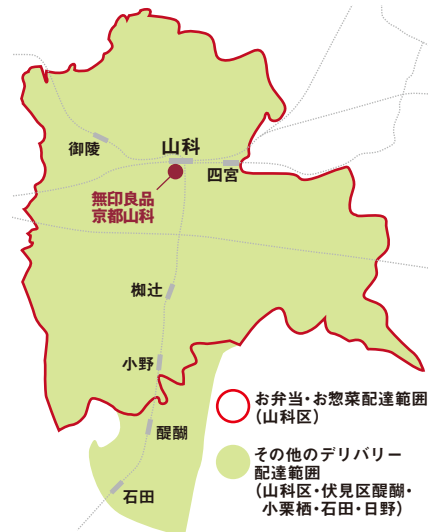 山科
御陵
四宮
無印良品
京都山科
椥辻
小野
醍醐
石田
お弁当・お惣菜配達範囲
（山科区）
その他のデリバリー
配達範囲
（山科区・伏見区醍醐・
小栗栖・石田・日野）